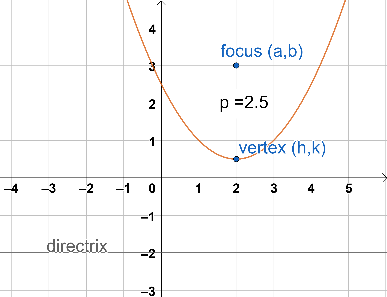 4
focus (a,b)
3
p =2.5
2
1
vertex (h,k)
−4 −3 −2 −1 0 1 2 3 4 5
−1
directrix
−2
−3